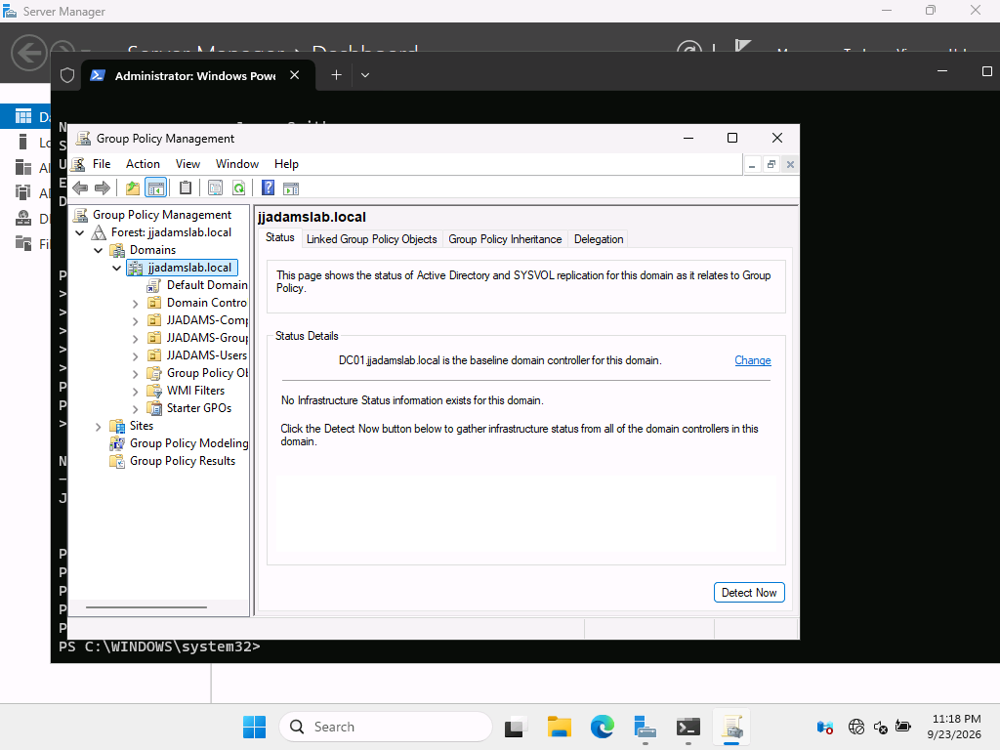 Server Manager
Server Manager • Dashboard
Administrator: Windows Powe
Group Policy Management
File Action View Window Help
Group Policy Management
Forest: jjadamslab.local
Domains
jjadamslab.local
Default Domain
Domain Contro
JJADAMS-Comp
JJADAMS-Group
JJADAMS-Users
Group Policy Ob
WMI Filters
Starter GPOs
Sites
Group Policy Modeling
Group Policy Results
jjadamslab.local
Status Linked Group Policy Objects Group Policy Inheritance Delegation
This page shows the status of Active Directory and SYSVOL replication for this domain as it relates to Group
Policy.
Status Details
DC01.jjadamslab.local is the baseline domain controller for this domain.
Change
No Infrastructure Status information exists for this domain.
Click the Detect Now button below to gather infrastructure status from all of the domain controllers in this
domain.
Detect Now
PS C:\WINDOWS\system32>
Search
11:18 PM
9/23/2026